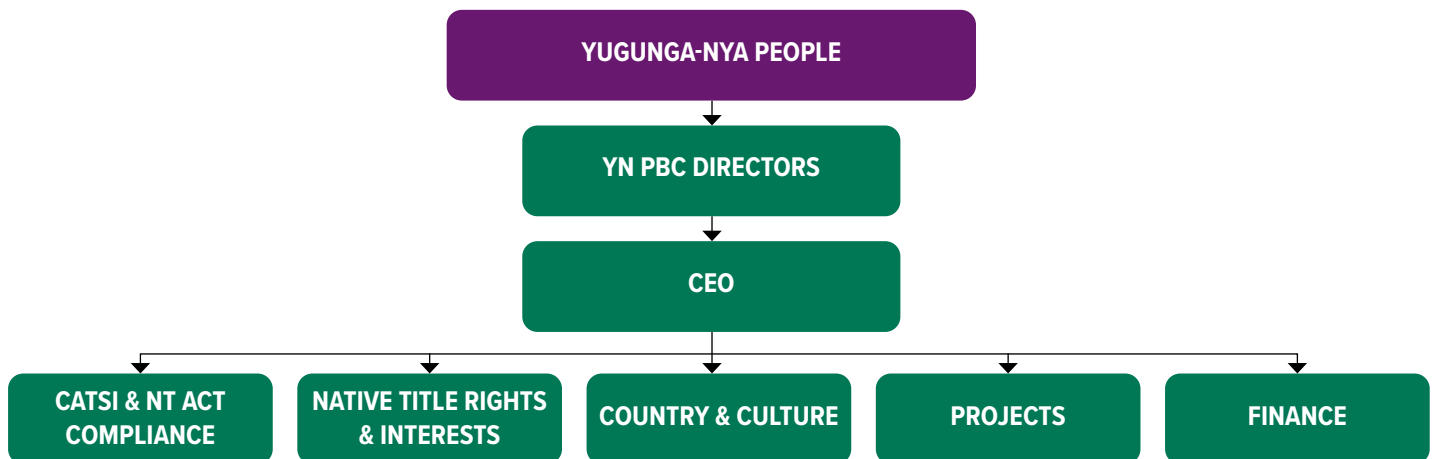 YUGUNGA-NYA PEOPLE
YN PBC DIRECTORS
CEO
CATSI & NT ACT
COMPLIANCE
NATIVE TITLE RIGHTS
& INTERESTS
COUNTRY & CULTURE
PROJECTS
FINANCE